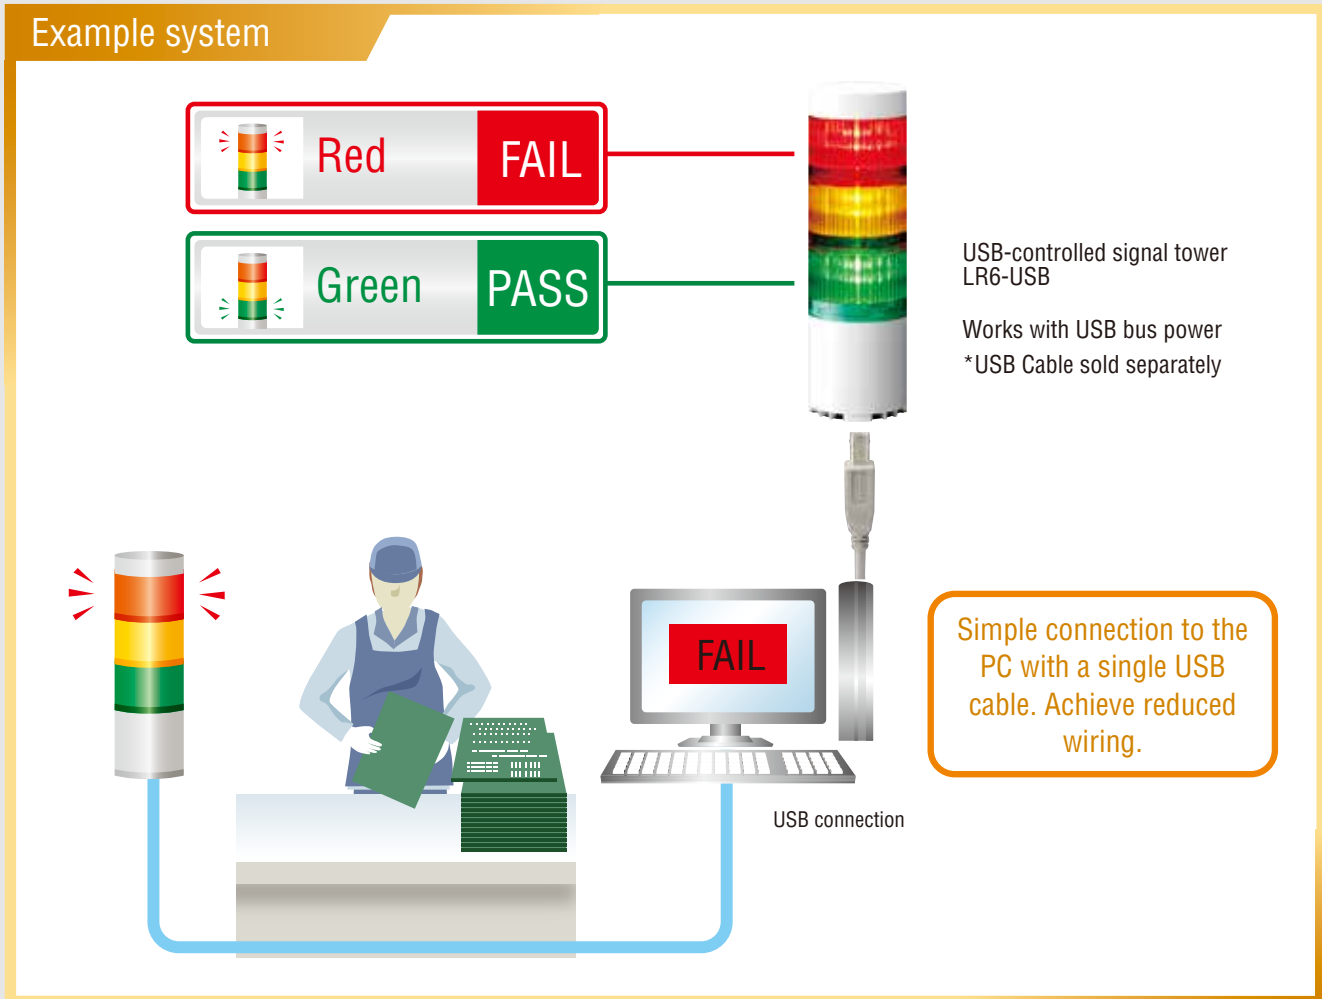 Example system
Red
FAIL
Green
PASS
USB-controlled signal tower
LR6-USB
Works with USB bus power
*USB Cable sold separately
FAIL
Simple connection to the
PC with a single USB
cable. Achieve reduced
wiring.
USB connection